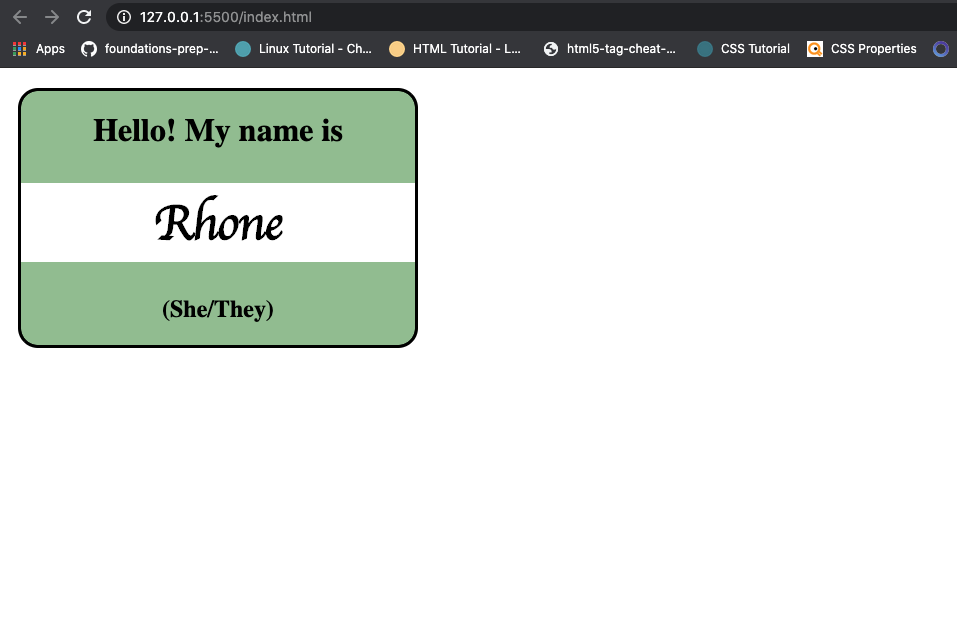 127.0.0.1:5500/index.html
Apps foundations-prep-... Linux Tutorial - Ch... HTML Tutorial - L... html5-tag-cheat-... CSS Tutorial CSS Properties
Hello! My name is
Rhone
(She/They)